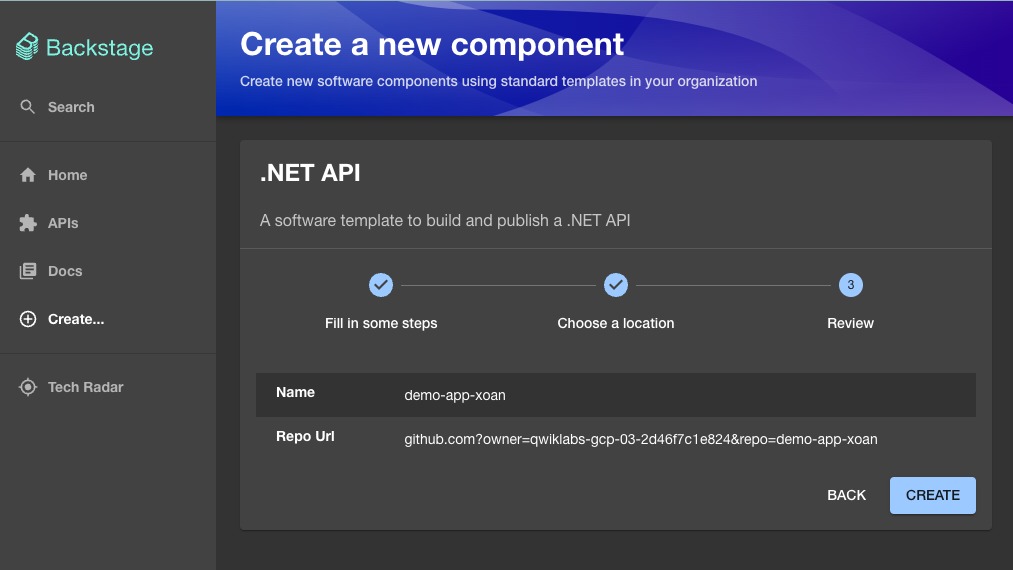 Backstage
Search
Home
APIs
Docs
Create...
Tech Radar
Create a new component
Create new software components using standard templates in your organization
.NET API
A software template to build and publish a .NET API
3
Fill in some steps
Choose a location
Review
Name demo-app-xoan
Repo Url github.com?owner=qwiklabs-gcp-03-2d46f7c1e824&repo=demo-app-xoan
BACK CREATE